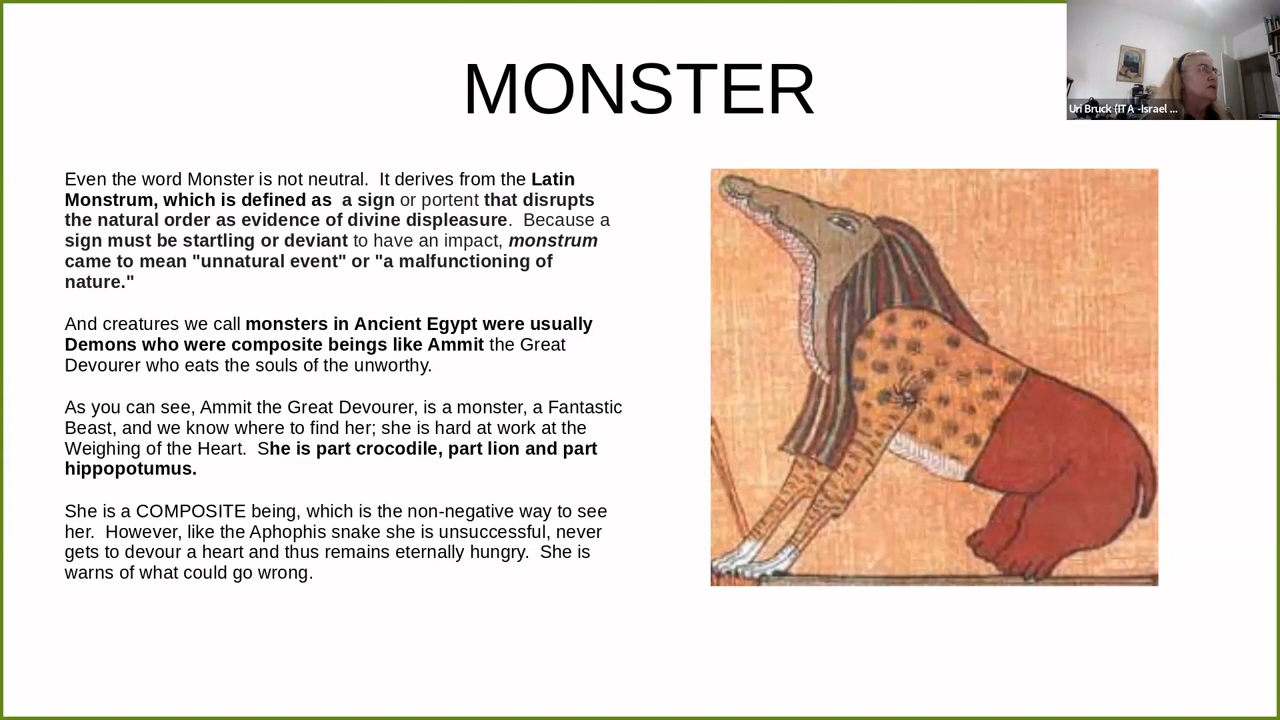 MONSTER
Uri Bruck (ITA -Israel ...
Even the word Monster is not neutral.  It derives from the Latin
Monstrum, which is defined as  a sign or portent that disrupts
the natural order as evidence of divine displeasure.  Because a
sign must be startling or deviant to have an impact, monstrum
came to mean "unnatural event" or "a malfunctioning of
nature."
And creatures we call monsters in Ancient Egypt were usually
Demons who were composite beings like Ammit the Great
Devourer who eats the souls of the unworthy.
As you can see, Ammit the Great Devourer, is a monster, a Fantastic
Beast, and we know where to find her; she is hard at work at the
Weighing of the Heart.  She is part crocodile, part lion and part
hippopotumus.
She is a COMPOSITE being, which is the non-negative way to see
her.  However, like the Aphophis snake she is unsuccessful, never
gets to devour a heart and thus remains eternally hungry.  She is
warns of what could go wrong.